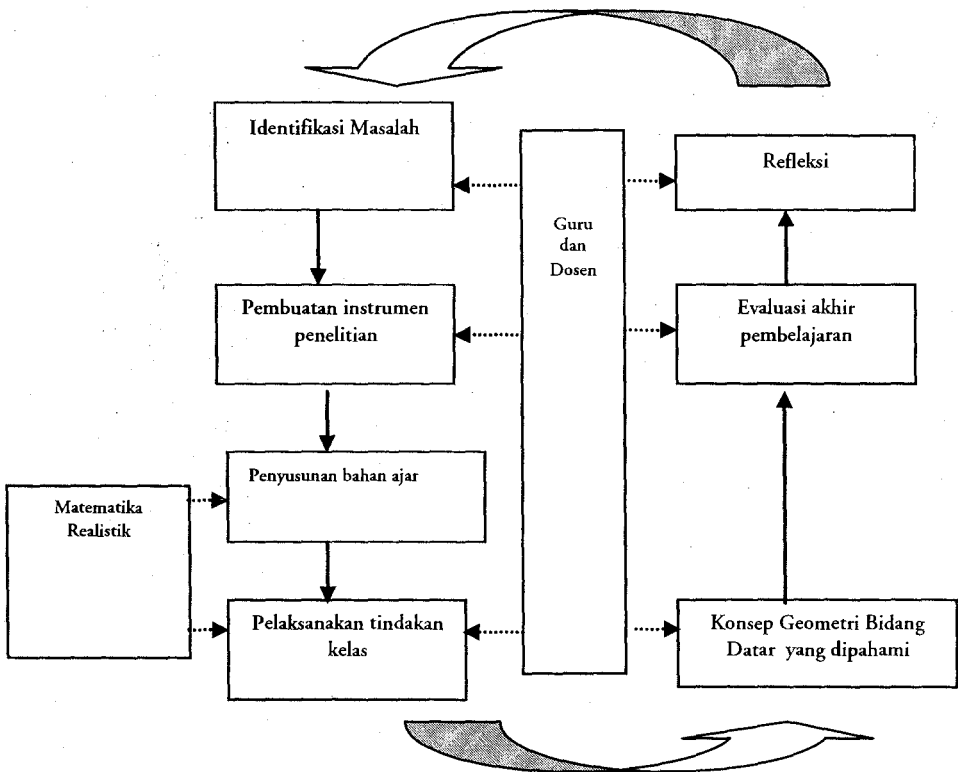 Identifikasi Masalah
Refleksi
Guru
dan
Dosen
Pembuatan instrumen
penelitian
Evaluasi akhir
pembelajaran
Penyusunan bahan ajar
Matematika
Realistik
Pelaksanakan tindakan
kelas
Konsep Geometri Bidang
Datar yang dipahami